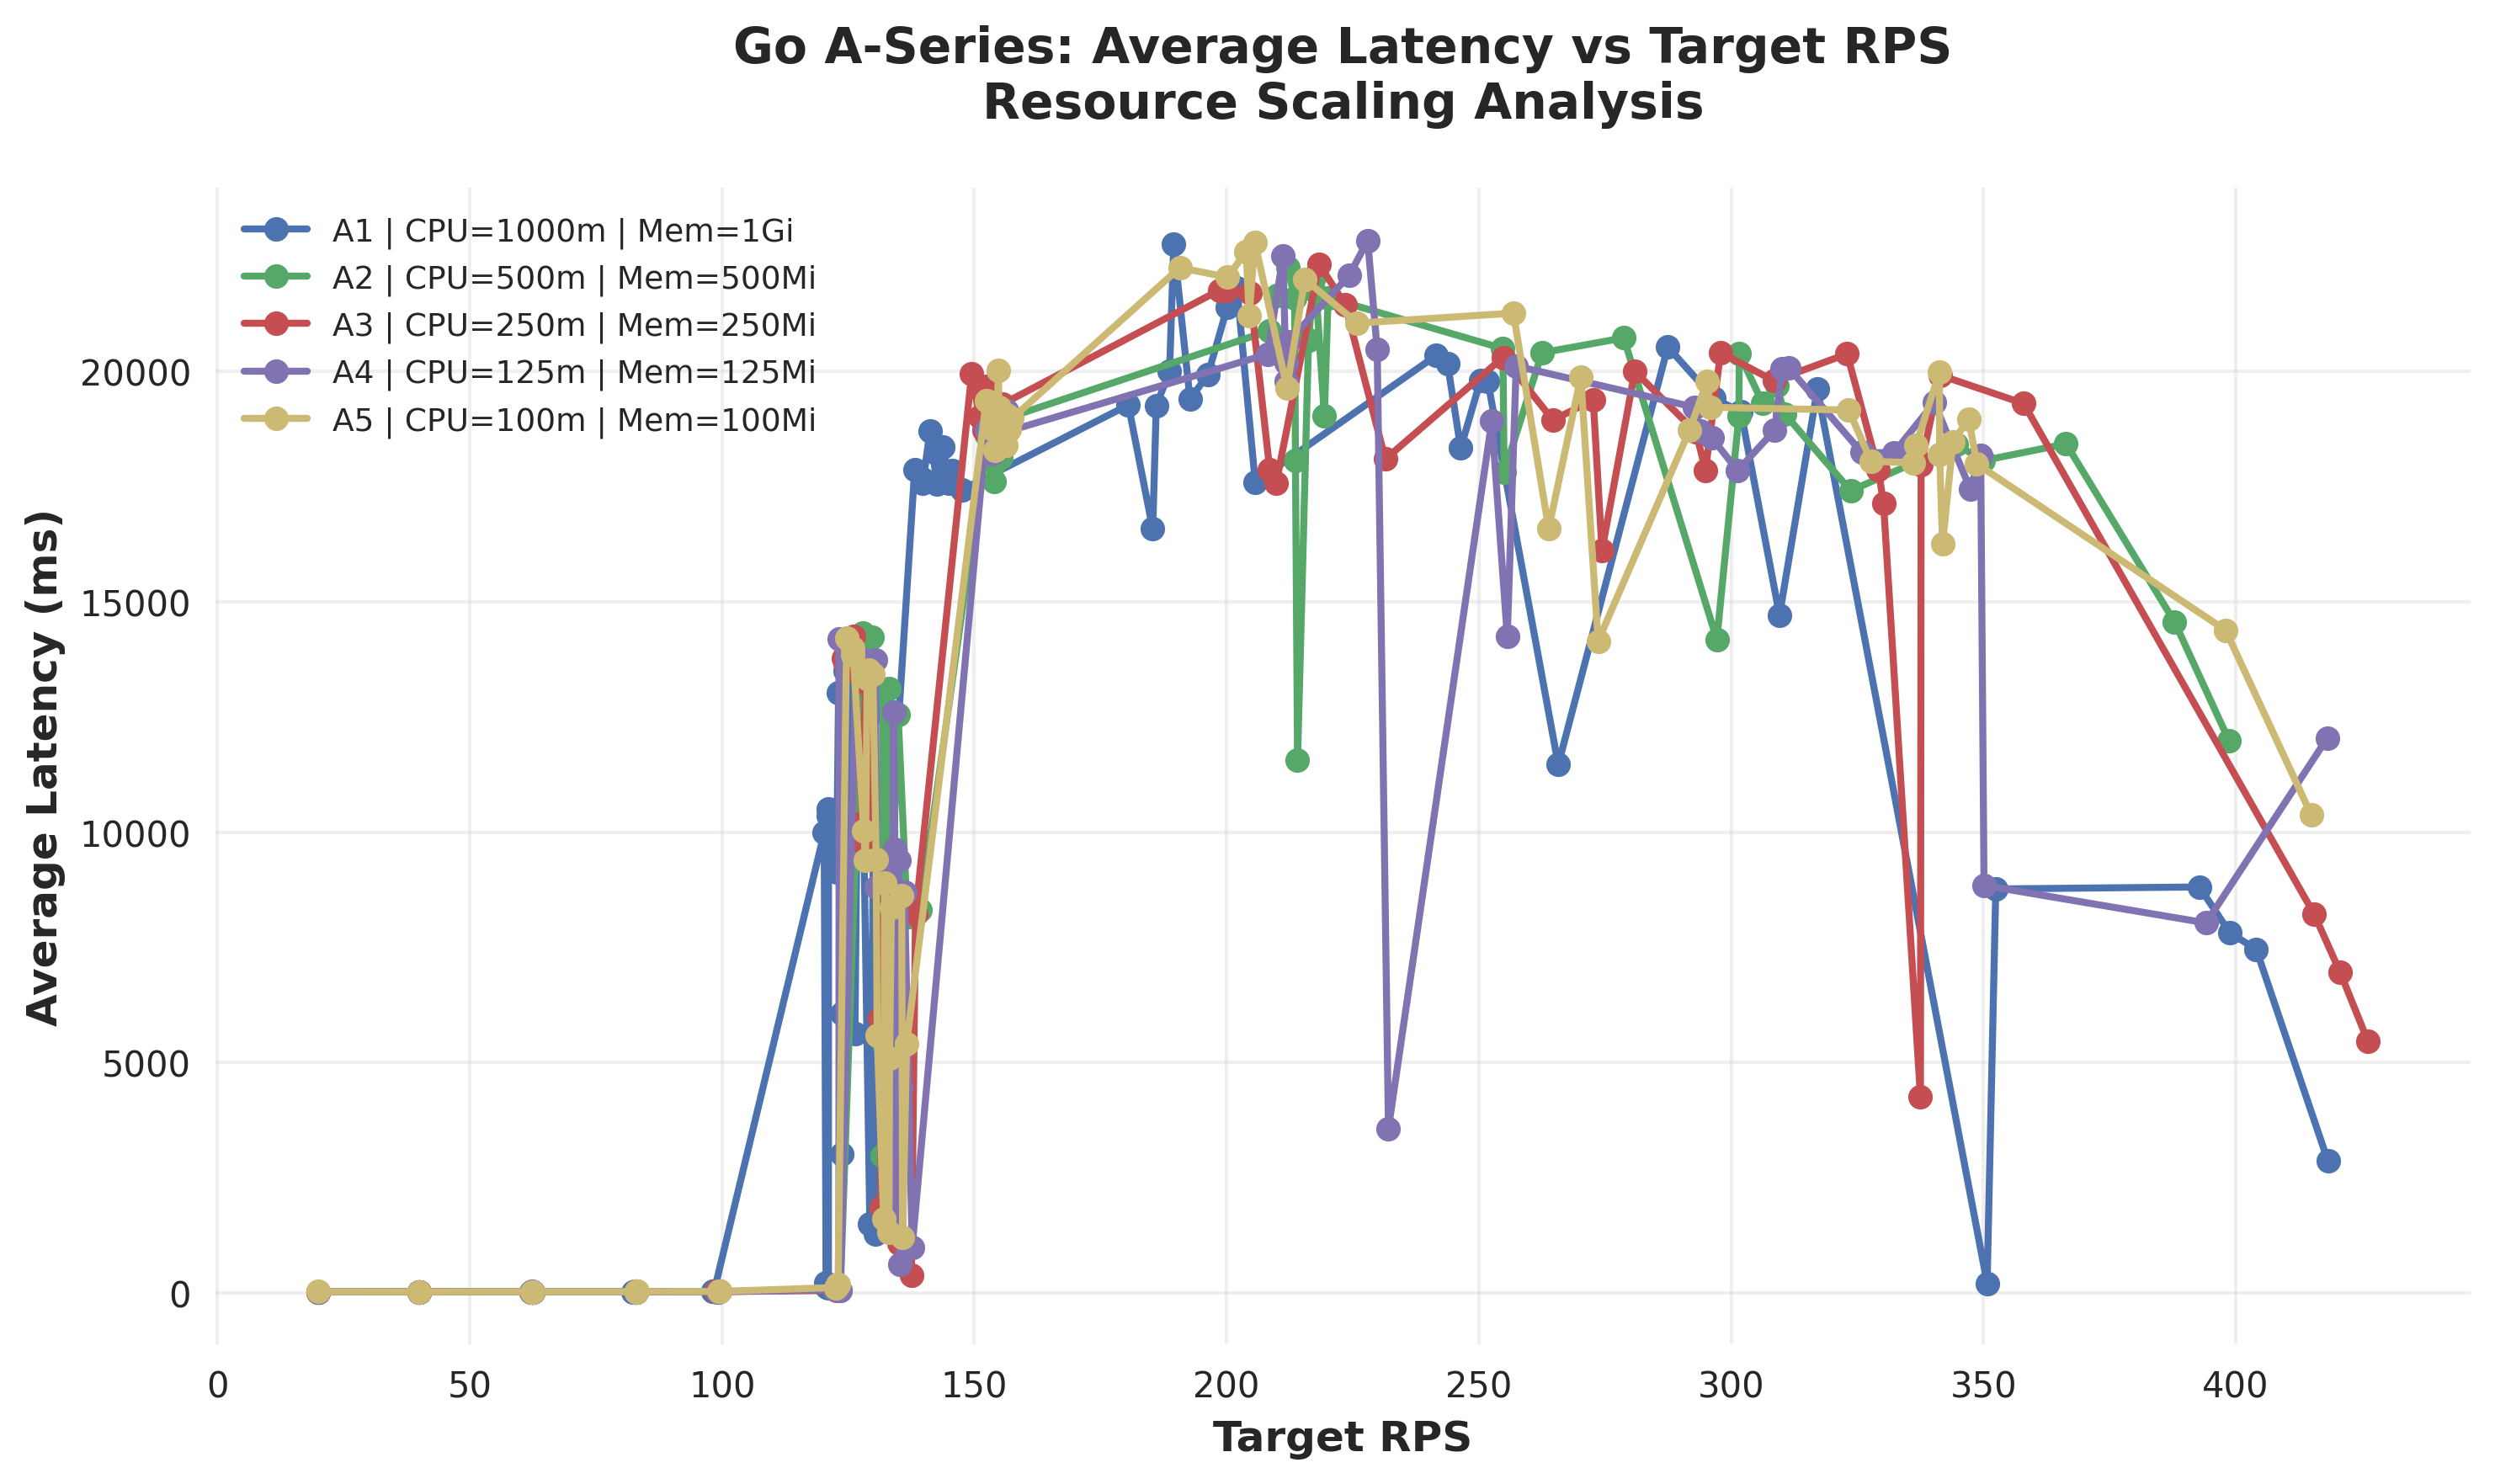 Go A-Series: Average Latency vs Target RPS
Resource Scaling Analysis
A1 | CPU=1000m | Mem=1Gi
A2 | CPU=500m | Mem=500Mi
A3 | CPU=250m | Mem=250Mi
A4 | CPU=125m | Mem=125Mi
A5 | CPU=100m | Mem=100Mi
Average Latency (ms)
20000
15000
10000
5000
0
0 50 100 150 200 250 300 350 400
Target RPS